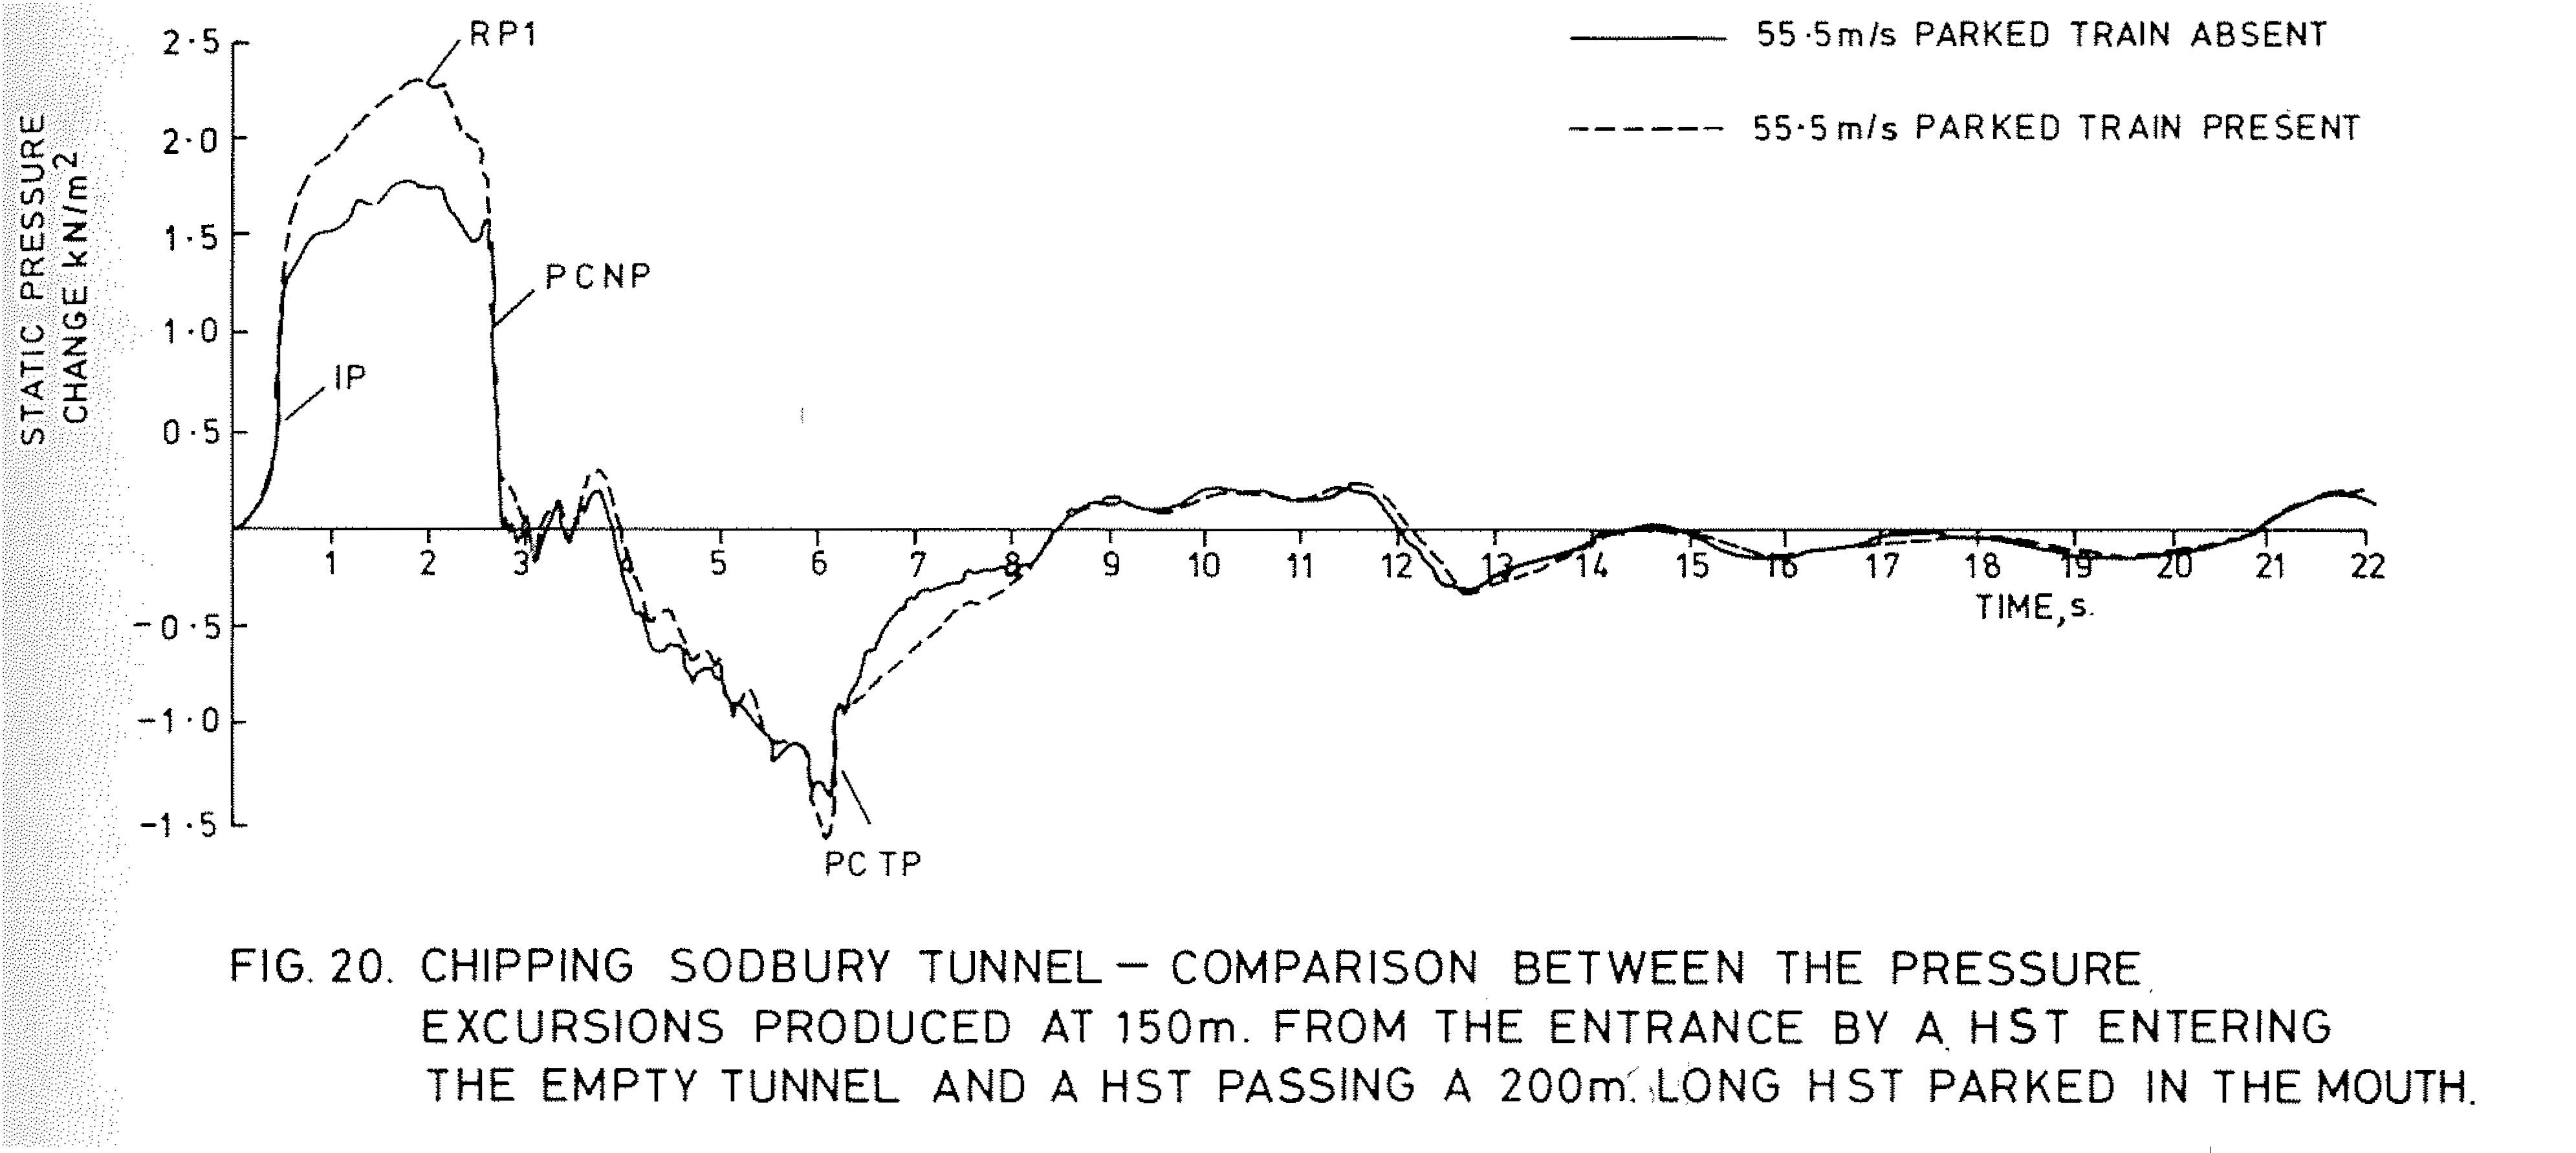 RP1
55·5m/s PARKED TRAIN ABSENT
55·5m/s PARKED TRAIN PRESENT
STATIC PRESSURE
CHANGE kN/m2
2·5
2·0
1·5
1·0
0·5
-0·5
-1·0
-1·5
PCNP
IP
1 2 3 4 5 6 7 8 9 10 11 12 13 14 15 16 17 18 19 20 21 22
TIME,s.
PC TP
FIG. 20. CHIPPING SODBURY TUNNEL — COMPARISON BETWEEN THE PRESSURE
EXCURSIONS PRODUCED AT 150m. FROM THE ENTRANCE BY A HST ENTERING
THE EMPTY TUNNEL AND A HST PASSING A 200m. LONG HST PARKED IN THE MOUTH.